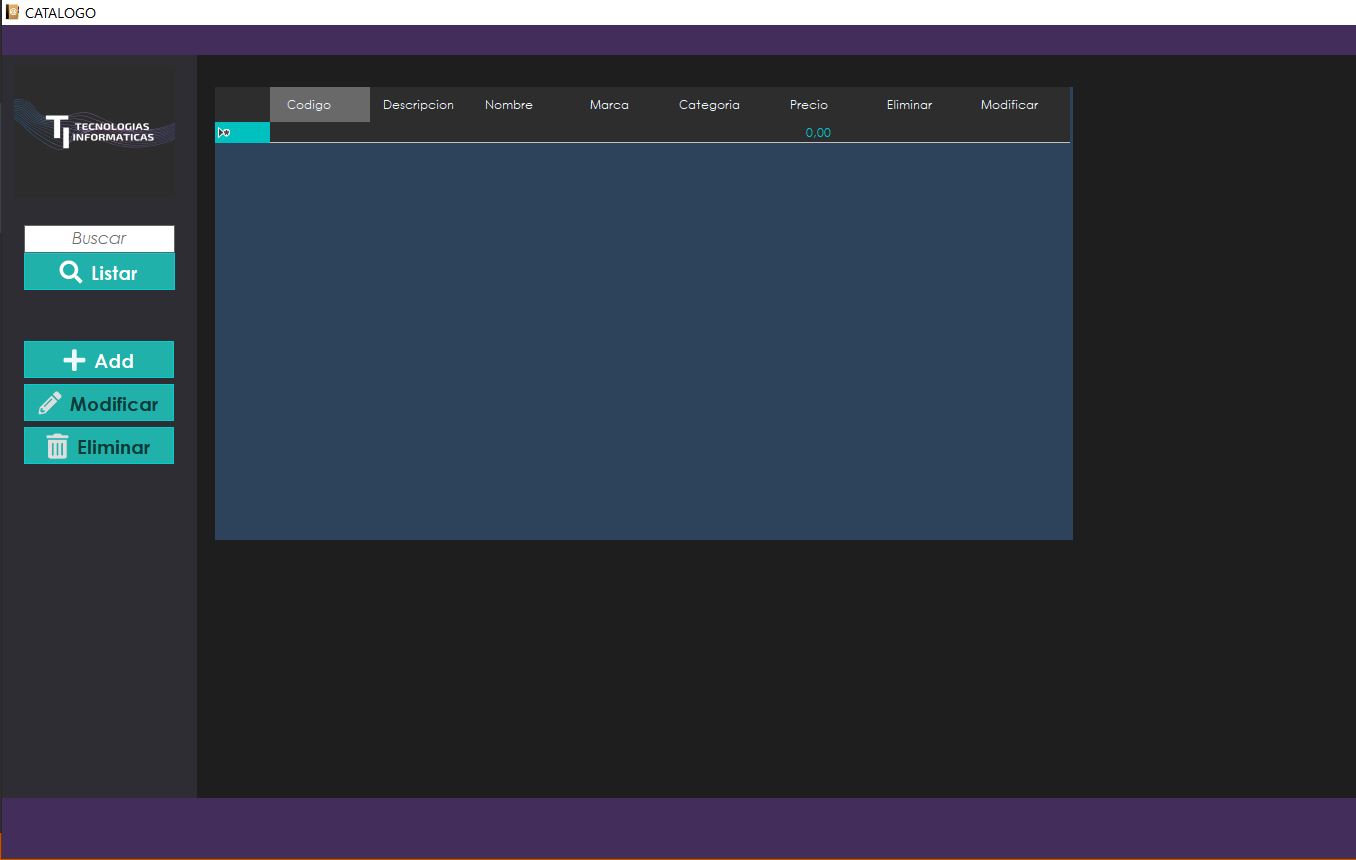 CATALOGO
TI TECNOLOGIAS
INFORMATICAS
Codigo Descripcion Nombre Marca Categoria Precio Eliminar Modificar
0,00
Buscar
Listar
Add
Modificar
Eliminar